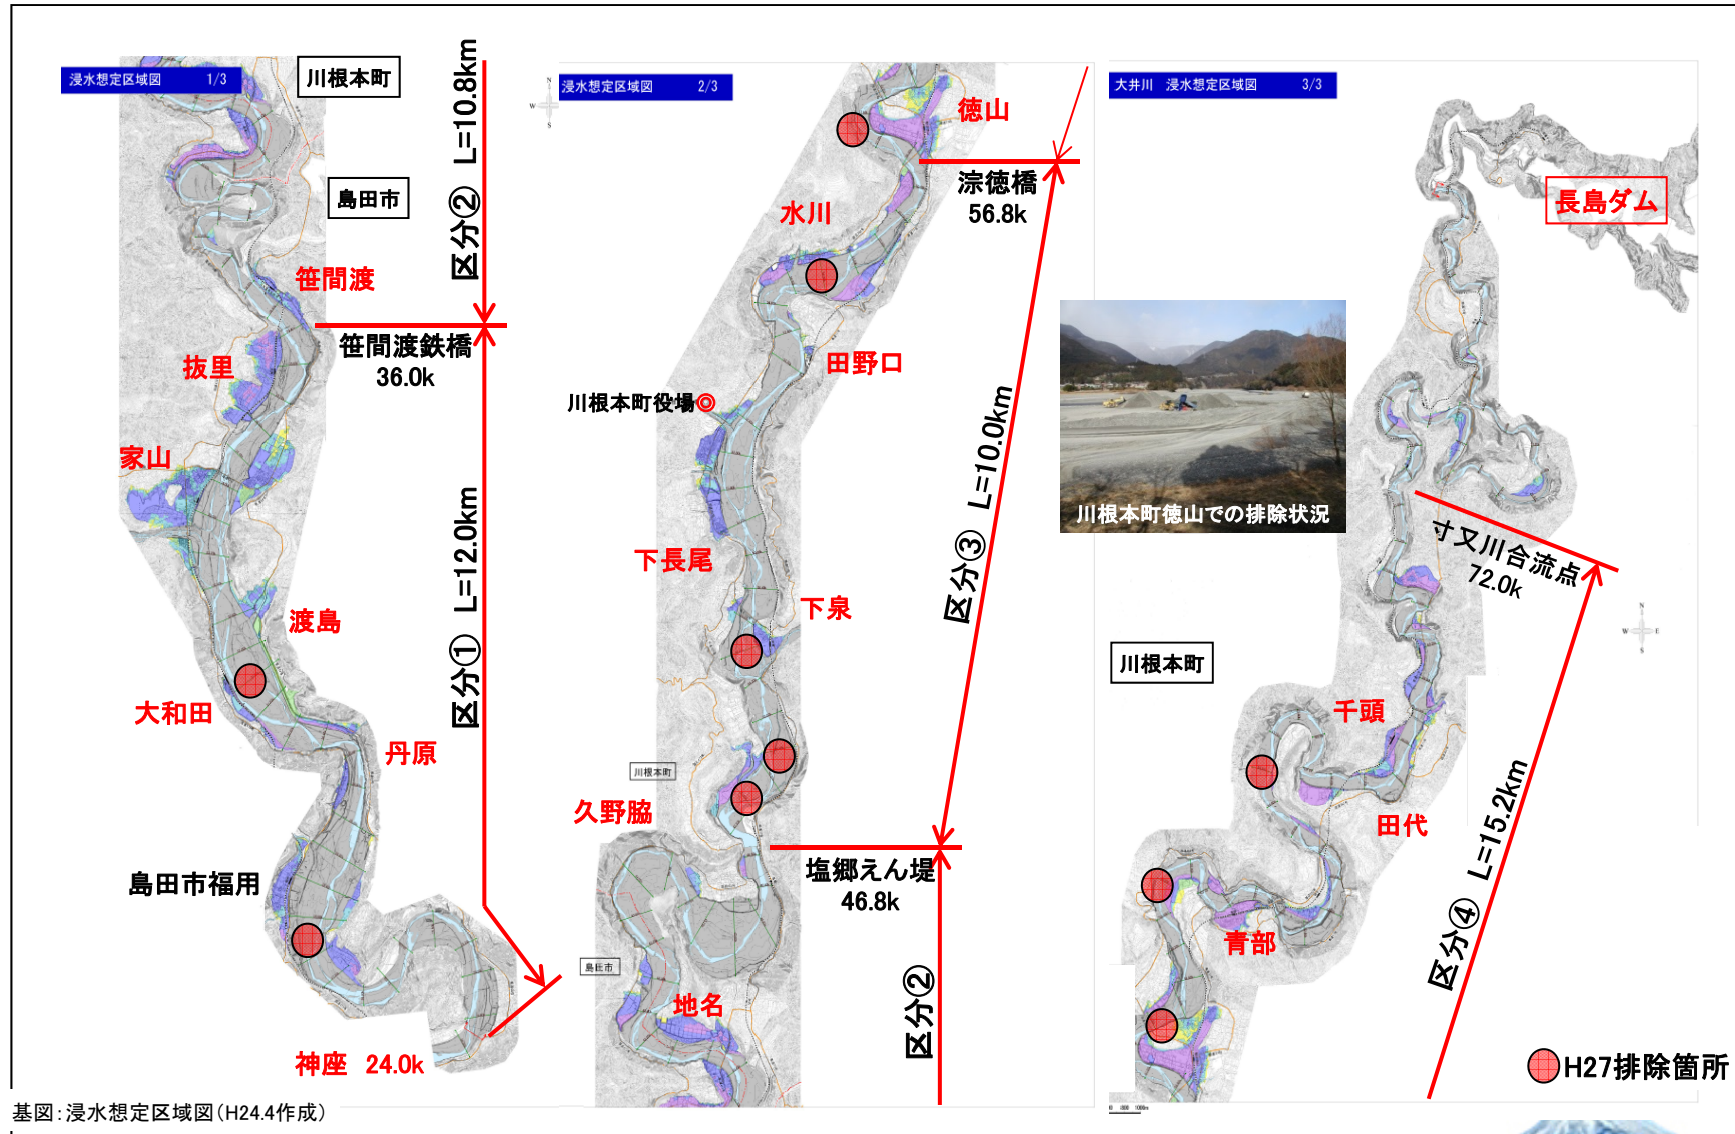 浸水想定区域図 1/3
川根本町
島田市
区分② L=10.8km
笹間渡
笹間渡鉄橋
36.0k
抜里
家山
区分① L=12.0km
渡島
大和田
丹原
島田市福用
神座 24.0k
基図：浸水想定区域図（H24.4作成）
N
W
S
浸水想定区域図 2/3
徳山
淙徳橋
56.8k
水川
田野口
川根本町役場
下長尾
下泉
区分③ L=10.0km
川根本町
久野脇
塩郷えん堤
46.8k
島田市
地名
区分②
大井川 浸水想定区域図 3/3
長島ダム
川根本町徳山での排除状況
寸又川合流点
72.0k
N
W E
S
川根本町
千頭
田代
青部
区分④ L=15.2km
H27排除箇所